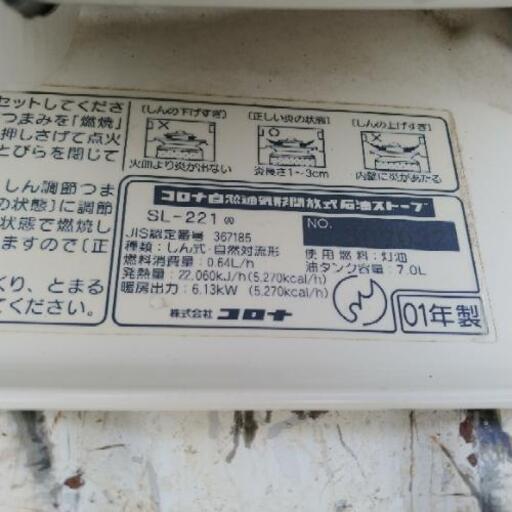 セットしてくださ
つまみを「燃焼」
押しさげて点火
とびらを閉じて
しん調節つま
の状態〕に調節
状態で燃焼し
ますので〔正
くり、とまる
てください。
(しんの下げすぎ)
火皿より炎が出ない
(正しい炎の状態)
炎長さ1~3cm
(しんの上げすぎ)
内壁に炎があたる
コロナ自然通気形開放式石油ストーブ
SL-221
NO.
JIS認定番号 367185
種類:しん式・自然対流形
使用燃料:灯油
燃料消費量:0.64L/h
油タンク容量:7.0L
発熱量:22,060kJ/h(5,270kcal/h)
暖房出力:6.13kW (5,270kcal/h)
株式会社コロナ
01年製